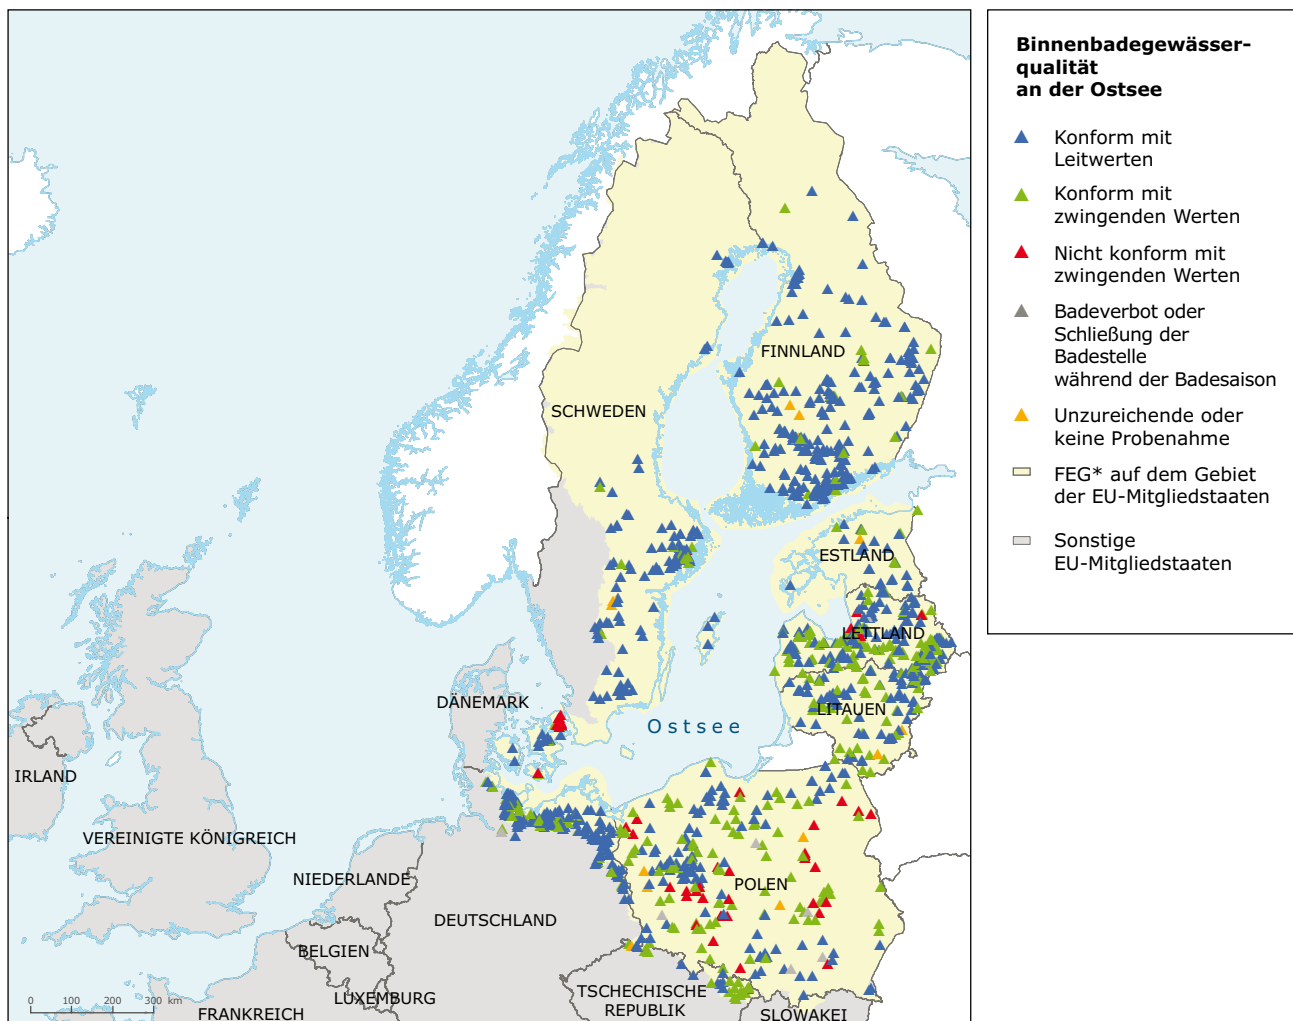 Binnenbadegewässer-
qualität
an der Ostsee
Konform mit
Leitwerten
Konform mit
zwingenden Werten
Nicht konform mit
zwingenden Werten
Badeverbot oder
Schließung der
Badestelle
während der Badesaison
Unzureichende oder
keine Probenahme
FEG* auf dem Gebiet
der EU-Mitgliedstaaten
Sonstige
EU-Mitgliedstaaten
FINNLAND
SCHWEDEN
ESTLAND
LETTLAND
DÄNEMARK
LITAUEN
Ostsee
IRLAND
VEREINIGTE KÖNIGREICH
NIEDERLANDE
POLEN
DEUTSCHLAND
BELGIEN
TSCHECHISCHE
REPUBLIK
LUXEMBURG
FRANKREICH
SLOWAKEI
0 100 200 300 km